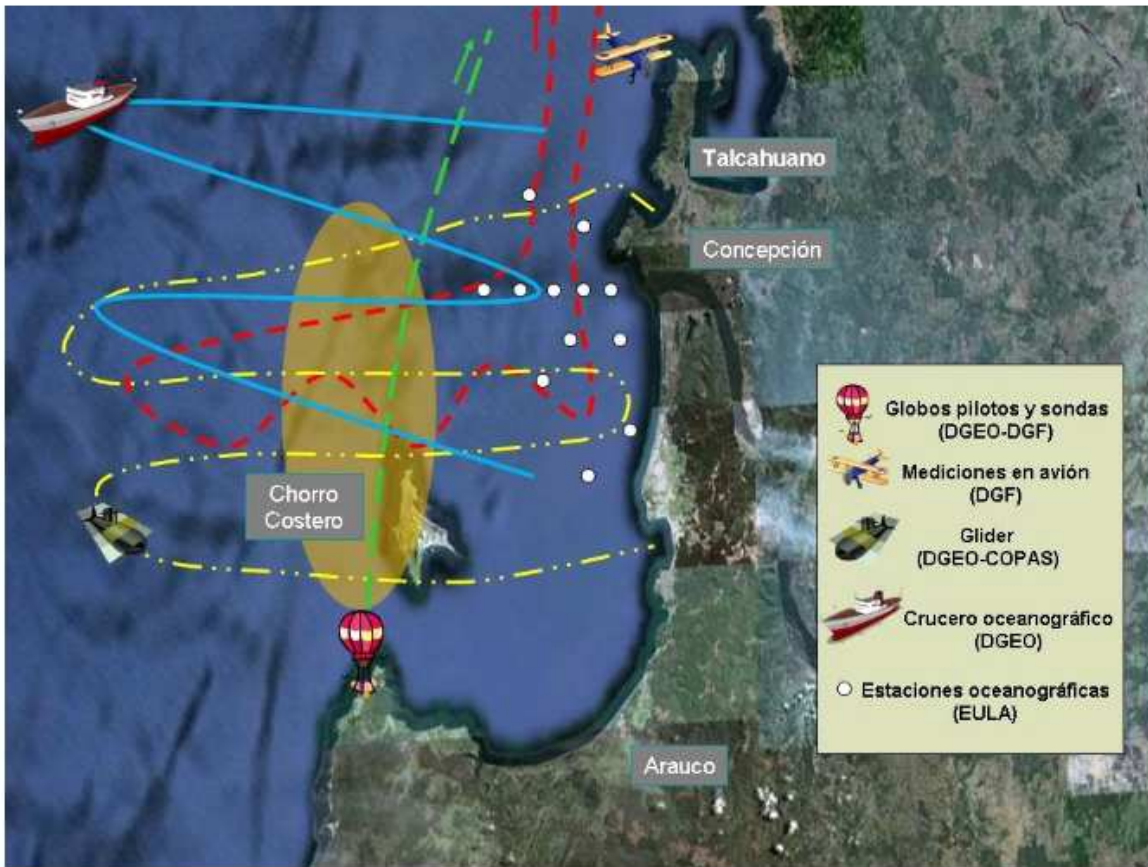 Talcahuano
Concepción
Chorro
Costero
Arauco
Globos pilotos y sondas
(DGEO-DGF)
Mediciones en avión
(DGF)
Glider
(DGEO-COPAS)
Crucero oceanográfico
(DGEO)
Estaciones oceanográficas
(EULA)